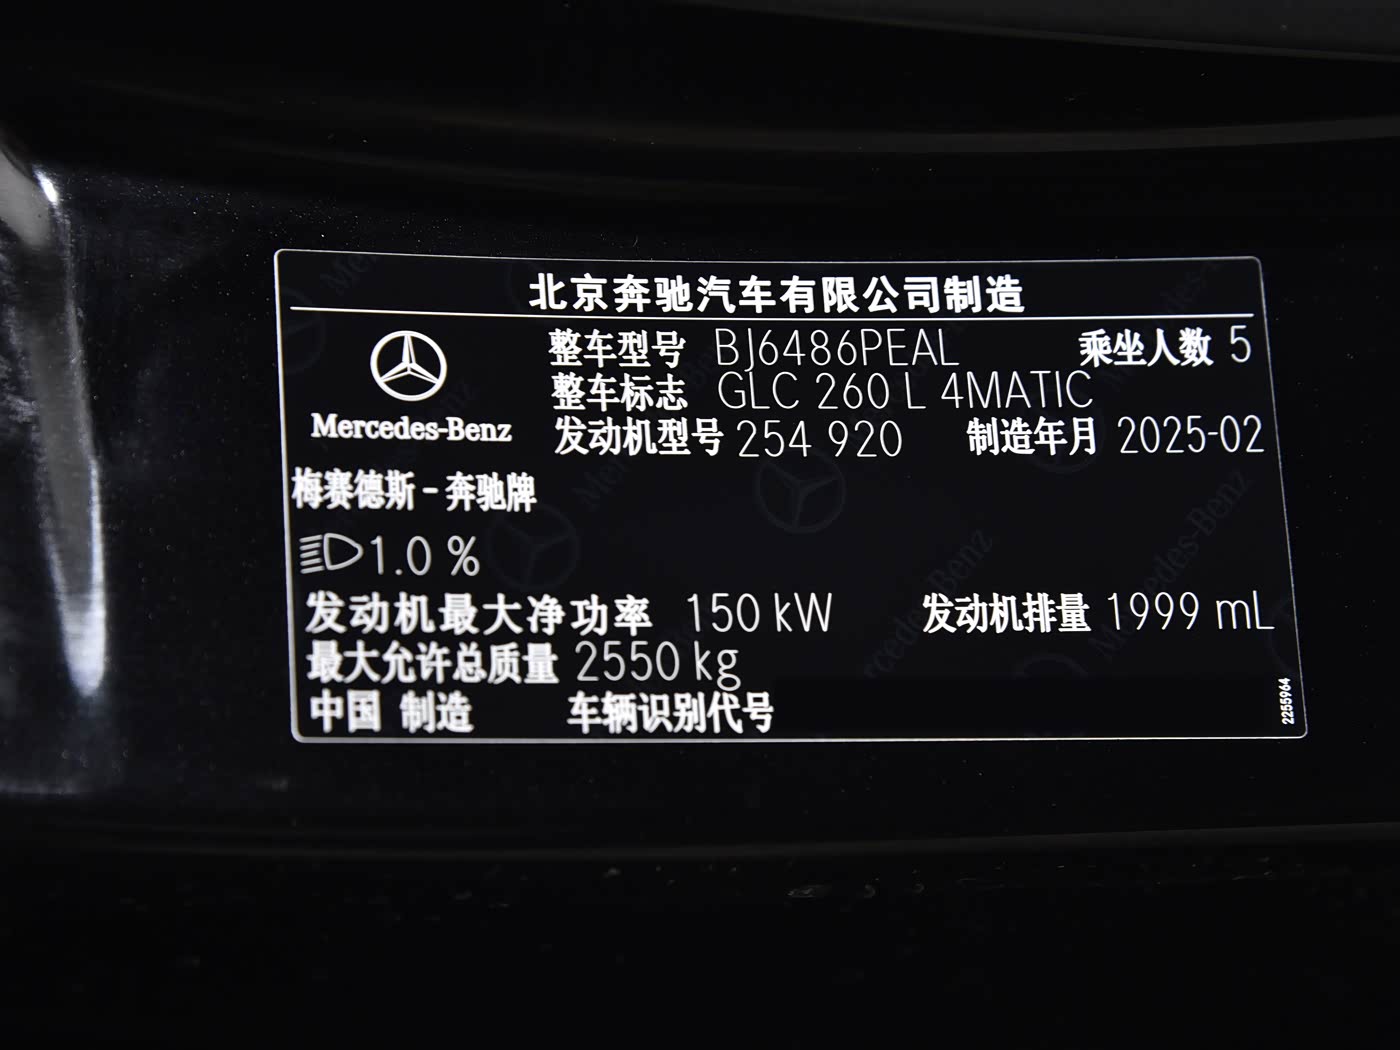 北京奔驰汽车有限公司制造
整车型号 BJ6486PEAL 乘坐人数 5
整车标志 GLC 260 L 4MATIC
Mercedes-Benz
发动机型号 254 920 制造年月 2025-02
梅赛德斯-奔驰牌
1.0 %
发动机最大净功率 150 kW 发动机排量 1999 mL
最大允许总质量 2550 kg
中国 制造 车辆识别代号
2255964